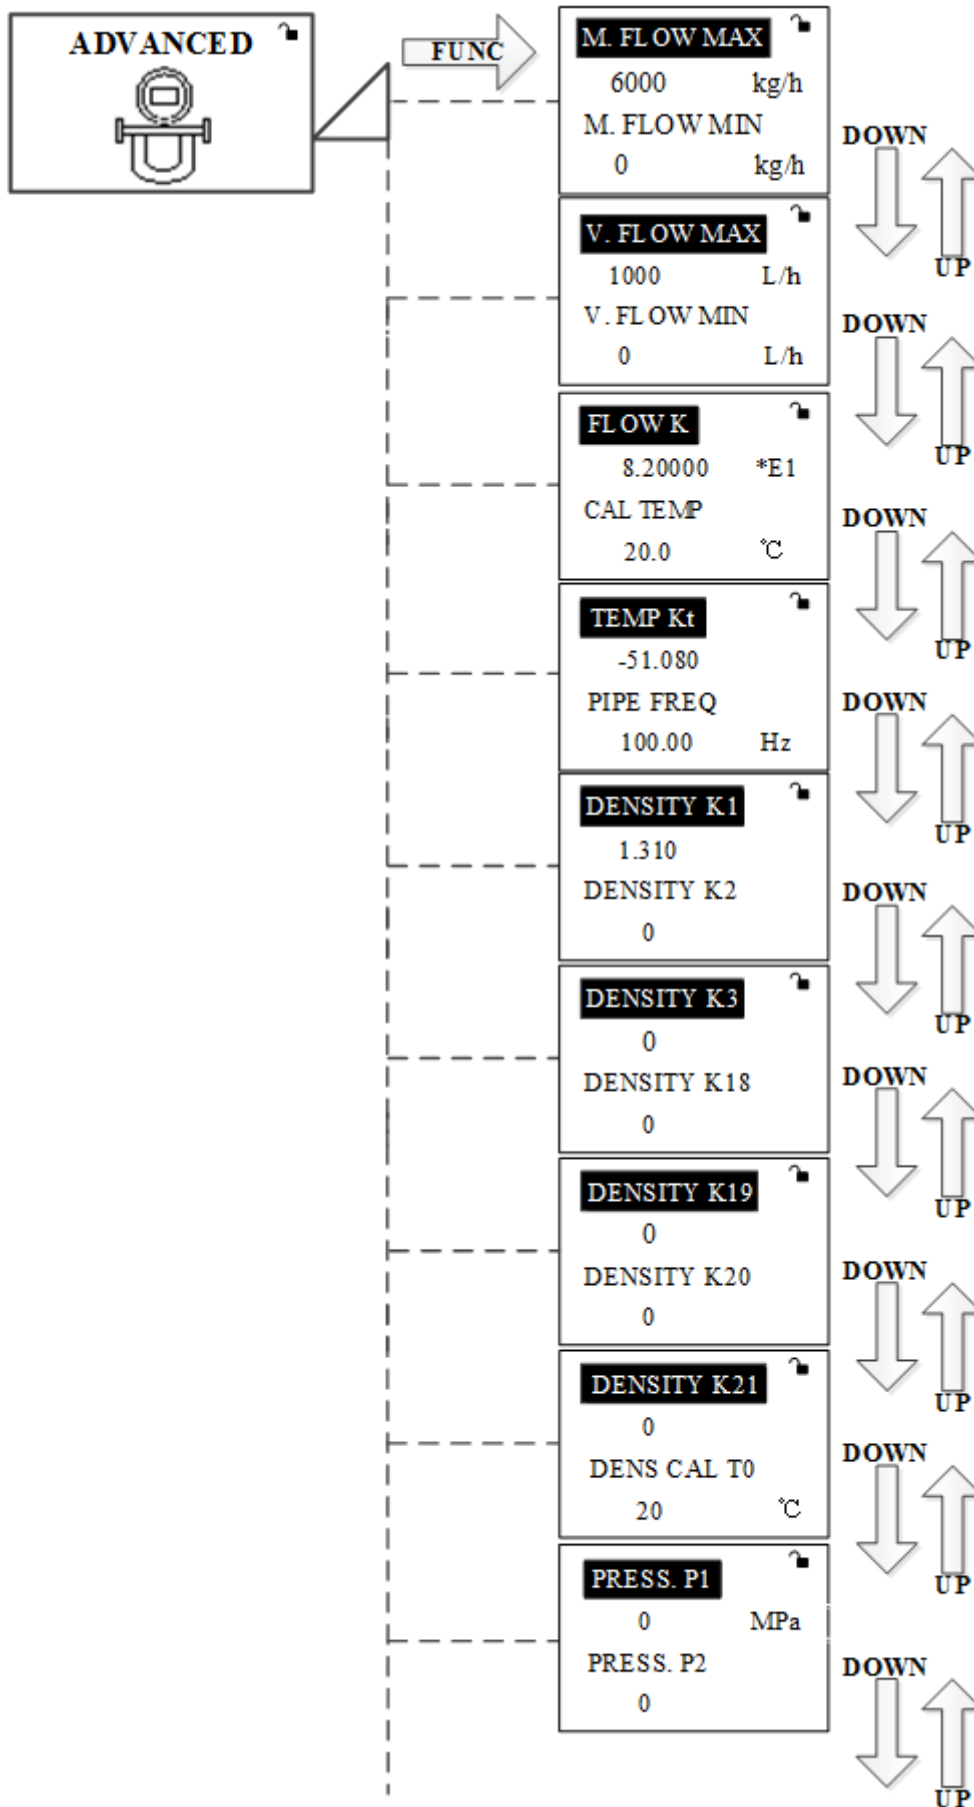 ADVANCED
FUNC
M. FLOW MAX
6000 kg/h
M. FLOW MIN
0 kg/h
DOWN
UP
V. FLOW MAX
1000 L/h
V. FLOW MIN
0 L/h
DOWN
UP
FLOW K
8.20000 *E1
CAL TEMP
20.0 ℃
DOWN
UP
TEMP Kt
-51.080
PIPE FREQ
100.00 Hz
DOWN
UP
DENSITY K1
1.310
DENSITY K2
0
DOWN
UP
DENSITY K3
0
DENSITY K18
0
DOWN
UP
DENSITY K19
0
DENSITY K20
0
DOWN
UP
DENSITY K21
0
DENS CAL T0
20 ℃
DOWN
UP
PRESS. P1
0 MPa
PRESS. P2
0
DOWN
UP